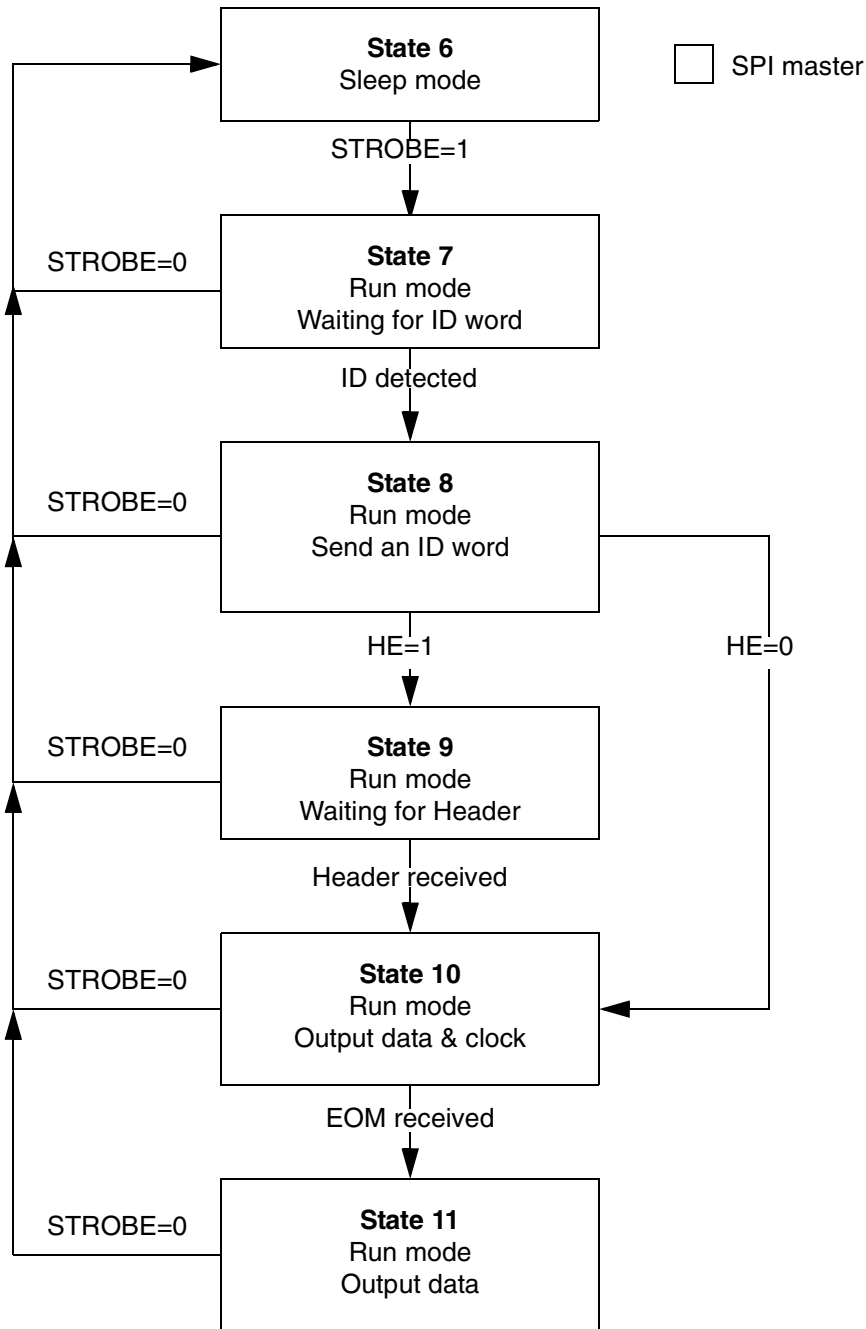 State 6
Sleep mode
SPI master
STROBE=1
State 7
Run mode
Waiting for ID word
STROBE=0
ID detected
State 8
Run mode
Send an ID word
STROBE=0
HE=1
HE=0
State 9
Run mode
Waiting for Header
STROBE=0
Header received
State 10
Run mode
Output data & clock
STROBE=0
EOM received
State 11
Run mode
Output data
STROBE=0